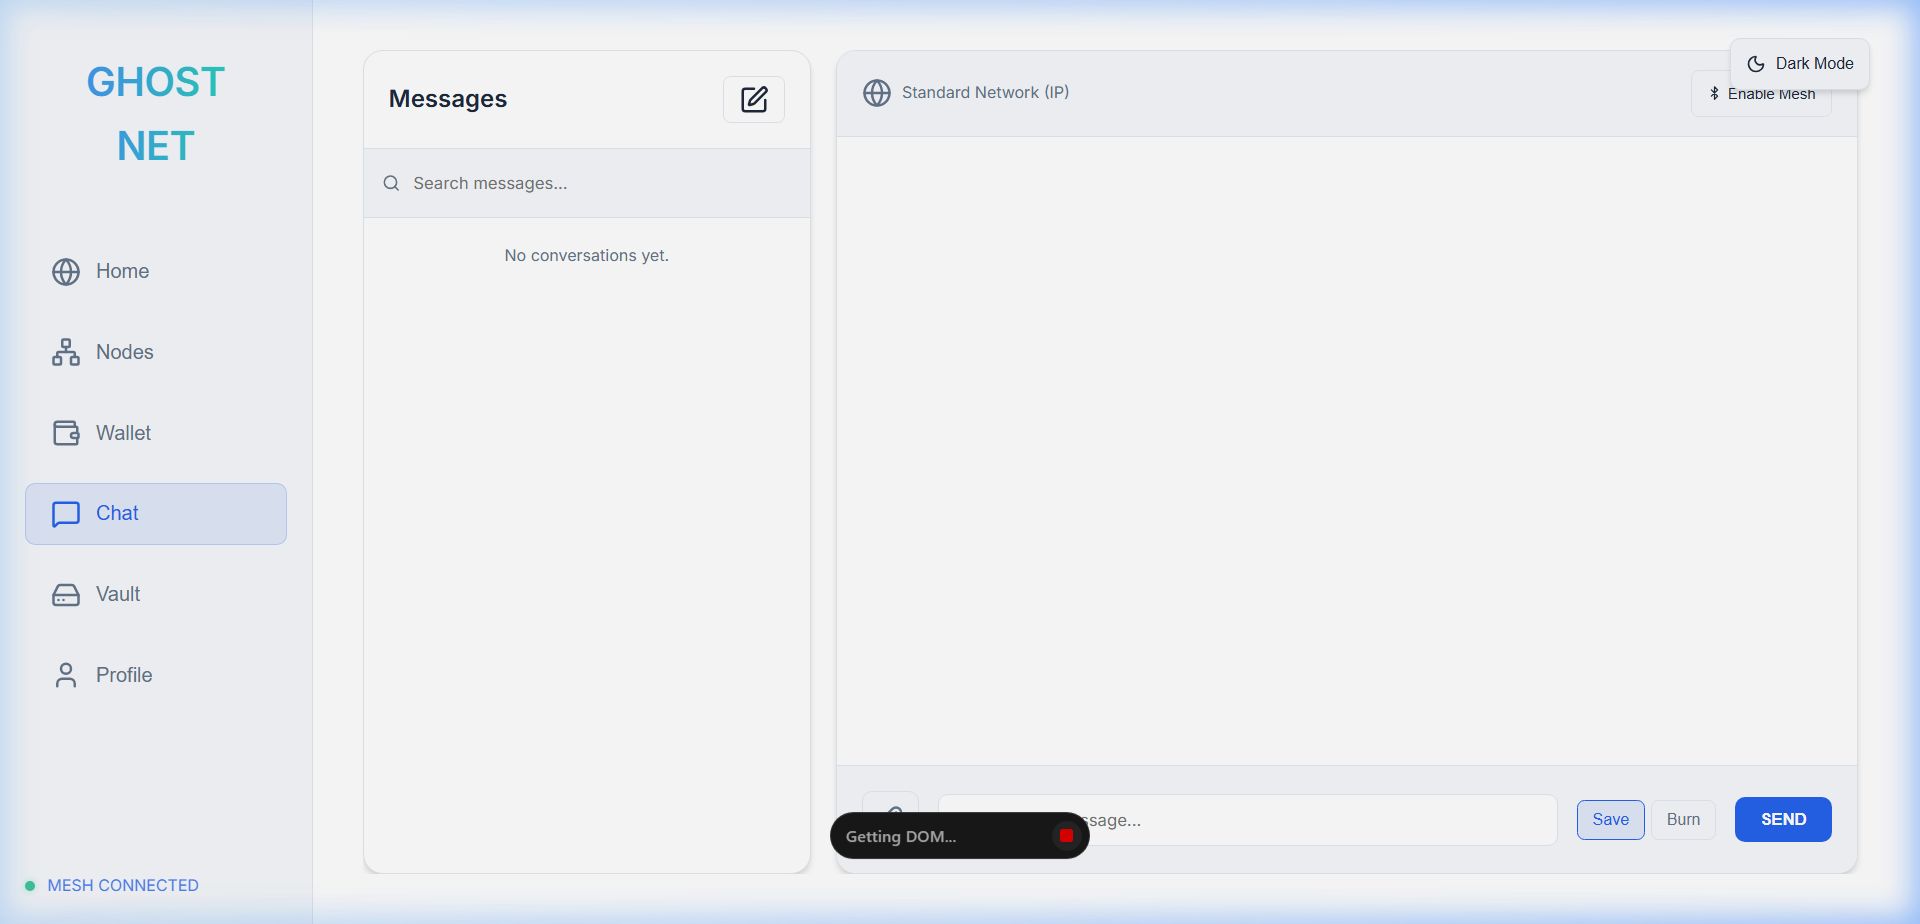 GHOST
NET
Home
Nodes
Wallet
Chat
Vault
Profile
MESH CONNECTED
Messages
Search messages...
No conversations yet.
Standard Network (IP)
Dark Mode
Enable Mesh
Getting DOM...
Save
Burn
SEND